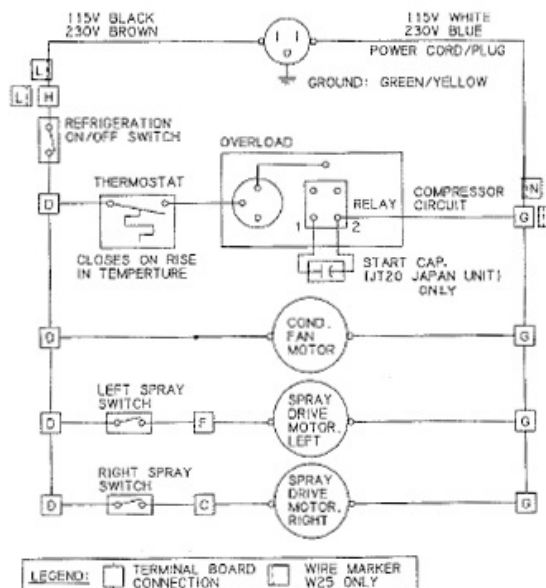 115V BLACK
230V BROWN
115V WHITE
230V BLUE
POWER CORD/PLUG
GROUND: GREEN/YELLOW
L
L
H
REFRIGERATION
ON/OFF SWITCH
OVERLOAD
THERMOSTAT
RELAY
COMPRESSOR
CIRCUIT
N
D
G
1
2
CLOSES ON RISE
IN TEMPERTURE
START CAP.
(JT20 JAPAN UNIT)
ONLY
D
COND.
FAN
MOTOR
G
LEFT SPRAY
SWITCH
D
F
SPRAY
DRIVE
MOTOR,
LEFT
G
RIGHT SPRAY
SWITCH
D
C
SPRAY
DRIVE
MOTOR,
RIGHT
G
LEGEND:
TERMINAL BOARD
CONNECTION
WIRE MARKER
W25 ONLY